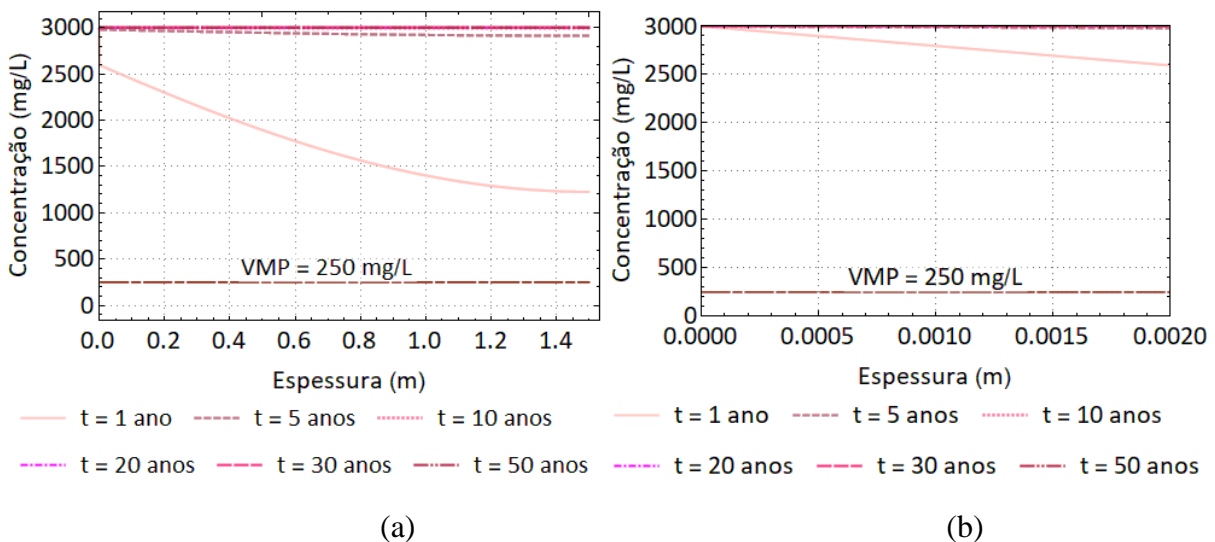 Concentração (mg/L)
3000
2500
2000
1500
1000
500
0
VMP = 250 mg/L
0.0 0.2 0.4 0.6 0.8 1.0 1.2 1.4
Espessura (m)
t = 1 ano t = 5 anos t = 10 anos
t = 20 anos t = 30 anos t = 50 anos
(a)
Concentração (mg/L)
3000
2500
2000
1500
1000
500
0
VMP = 250 mg/L
0.0000 0.0005 0.0010 0.0015 0.0020
Espessura (m)
t = 1 ano t = 5 anos t = 10 anos
t = 20 anos t = 30 anos t = 50 anos
(b)